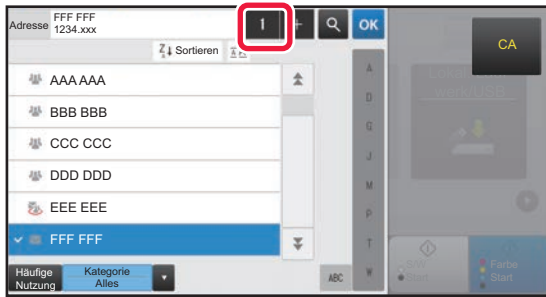 Adresse
FFF FFF
1234.xxx
1
+
OK
CA
Sortieren
AAA AAA
BBB BBB
CCC CCC
DDD DDD
EEE EEE
FFF FFF
A
D
G
J
M
P
T
W
Häufige
Nutzung
Kategorie
Alles
ABC
S/W
Start
Farbe
Start